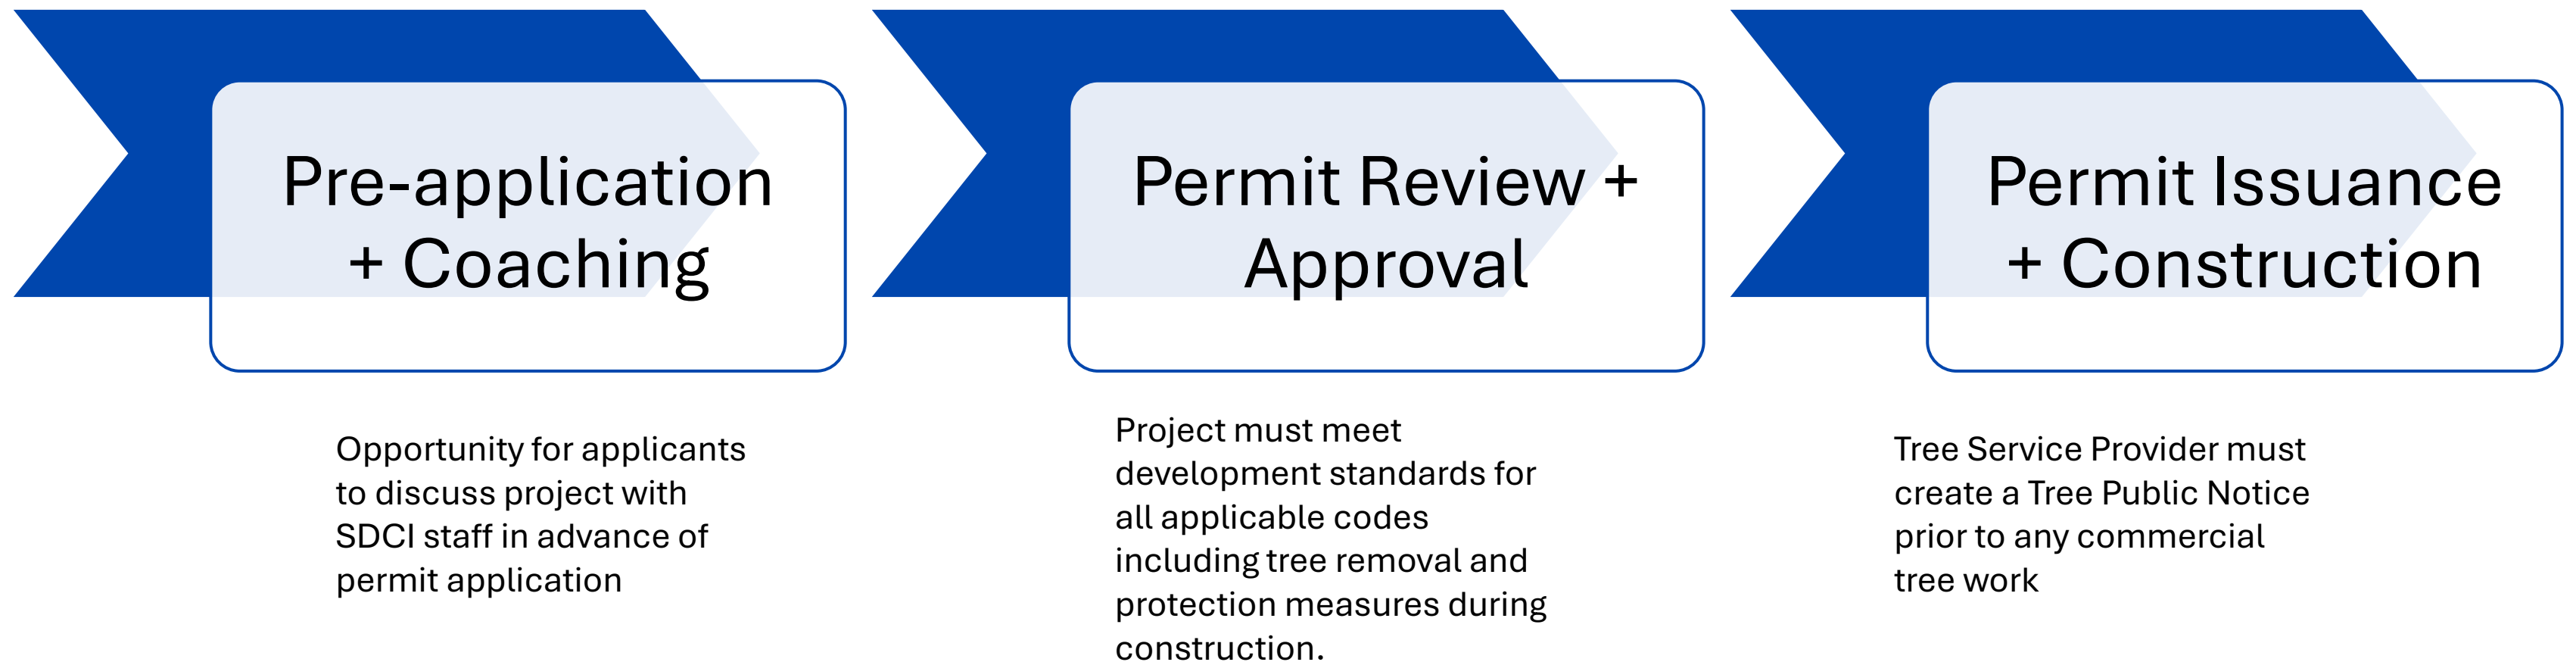 Pre-application
+ Coaching
Opportunity for applicants
to discuss project with
SDCI staff in advance of
permit application
Permit Review +
Approval
Project must meet
development standards for
all applicable codes
including tree removal and
protection measures during
construction.
Permit Issuance
+ Construction
Tree Service Provider must
create a Tree Public Notice
prior to any commercial
tree work